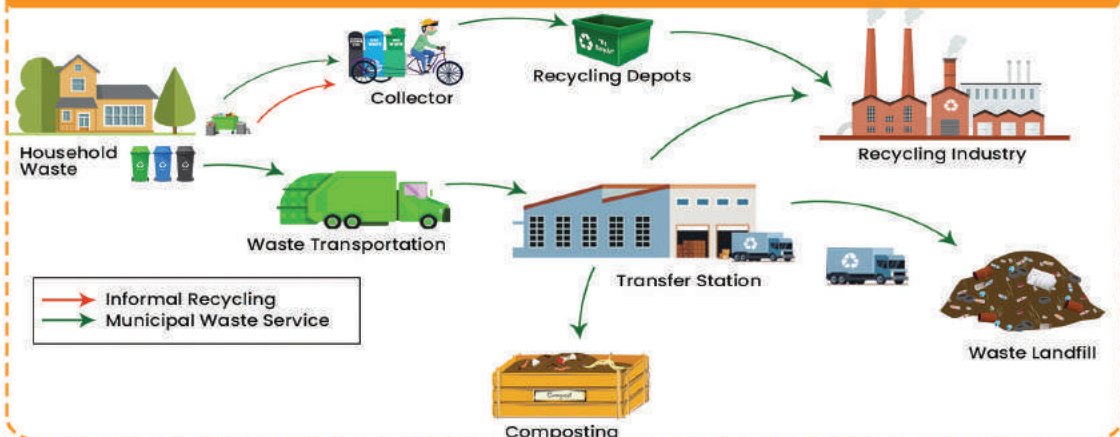 Collector
Recycling Depots
Recycling Industry
Household
Waste
Waste Transportation
Transfer Station
Informal Recycling
Municipal Waste Service
Waste Landfill
Compost
Composting